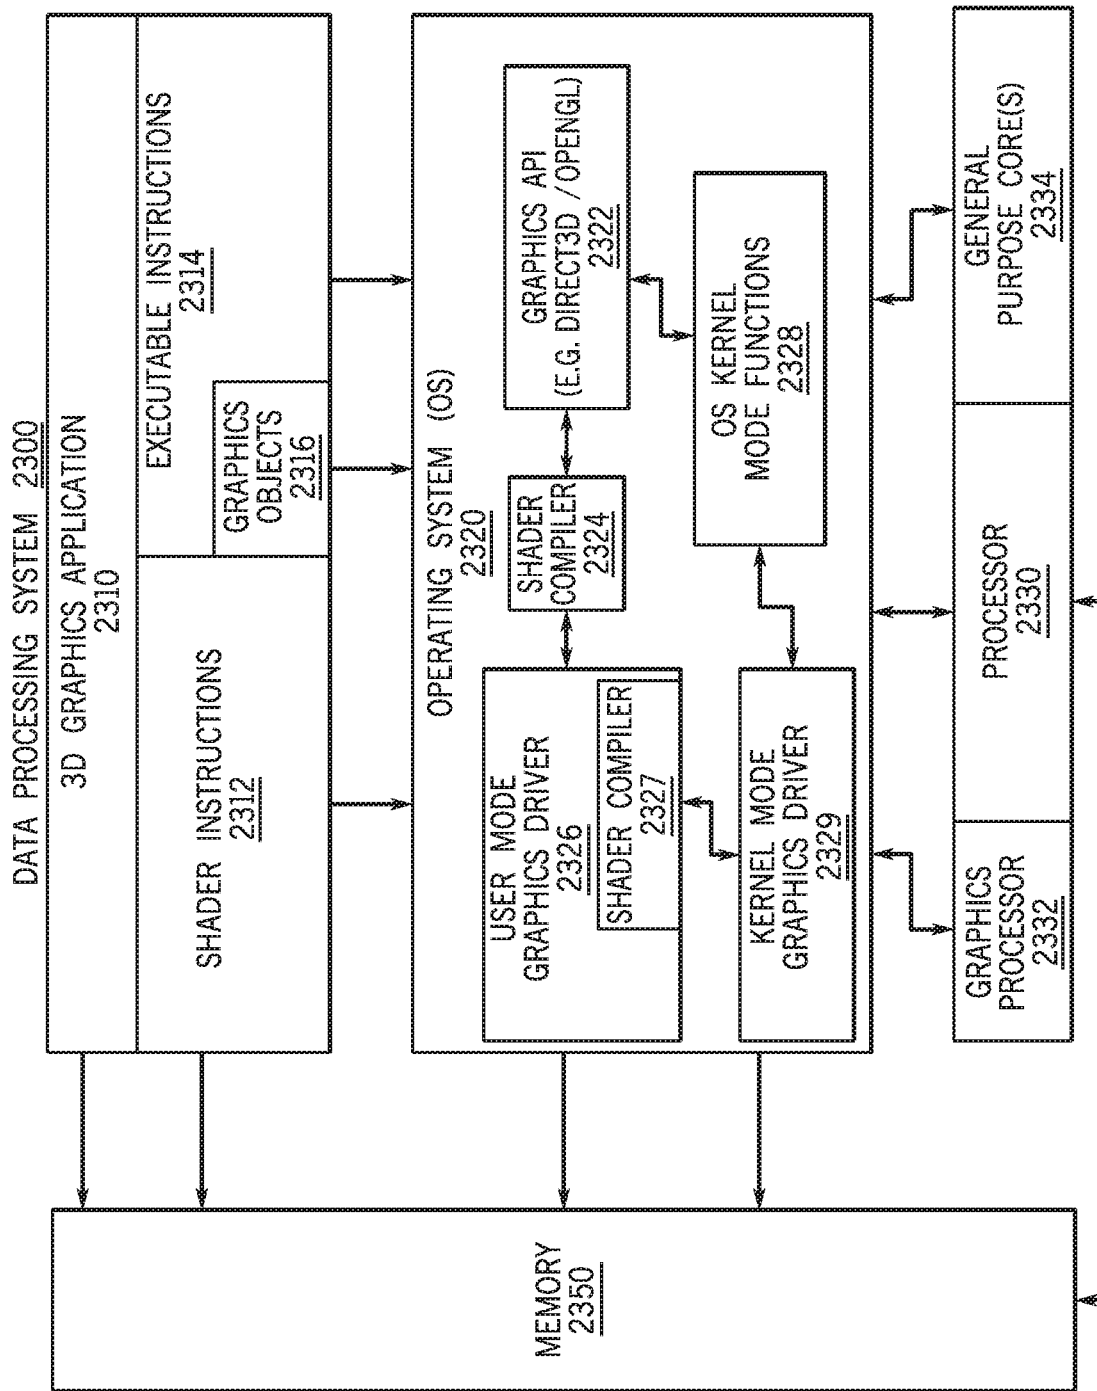 DATA PROCESSING SYSTEM 2300
3D GRAPHICS APPLICATION
2310
SHADER INSTRUCTIONS
2312
EXECUTABLE INSTRUCTIONS
2314
GRAPHICS
OBJECTS
2316
OPERATING SYSTEM (OS)
2320
USER MODE
GRAPHICS DRIVER
2326
SHADER COMPILER
2327
SHADER
COMPILER
2324
GRAPHICS API
(E.G. DIRECT3D /OPENGL)
2322
KERNEL MODE
GRAPHICS DRIVER
2329
OS KERNEL
MODE FUNCTIONS
2328
GRAPHICS
PROCESSOR
2332
PROCESSOR
2330
GENERAL
PURPOSE CORE(S)
2334
MEMORY
2350